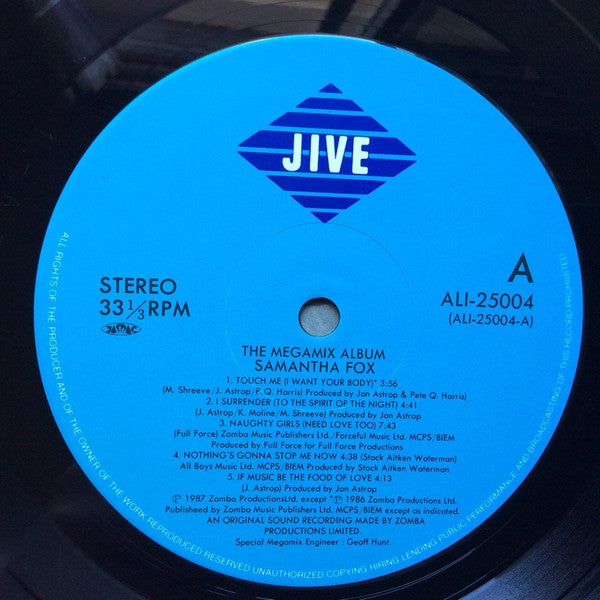 JIVE
STEREO
33 1/3 RPM
JASRAC
A
ALI-25004
(ALI-25004-A)
THE MEGAMIX ALBUM
SAMANTHA FOX
1. TOUCH ME (I WANT YOUR BODY)* 3:56
(M. Shreeve/J. Astrop/P. Q. Harris) Produced by Jon Astrop & Pete Q. Harris)
2. I SURRENDER (TO THE SPIRIT OF THE NIGHT) 4:41
(J. Astrop/K. Moline/M. Shreeve) Produced by Jon Astrop)
3. NAUGHTY GIRLS (NEED LOVE TOO) 7:43
(Full Force) Zomba Music Publishers Ltd./Forceful Music Ltd. MCPS/BIEM
Produced by Full Force for Full Force Productions
4. NOTHING'S GONNA STOP ME NOW 4:38 (Stock Aitken Waterman)
All Boys Music Ltd. MCPS/BIEM) Produced by Stock Aitken Waterman
5. IF MUSIC BE THE FOOD OF LOVE 4:13
(J. Astrop) Produced by Jon Astrop
℗ 1987 Zomba ProductionsLtd. except *℗ 1986 Zomba Productions Ltd.
Publisheed by Zomba Music Publishers Ltd. MCPS/BIEM except as indicated.
AN ORIGINAL SOUND RECORDING MADE BY ZOMBA
PRODUCTIONS LIMITED.
Special Megamix Engineer : Geoff Hunt
ALL RIGHTS OF THE PRODUCER AND OF THE OWNER OF THE WORK REPRODUCED RESERVED UNAUTHORIZED COPYING HIRING LENDING PUBLIC PERFORMANCE AND BROADCASTING OF THIS RECORD PROHIBITED